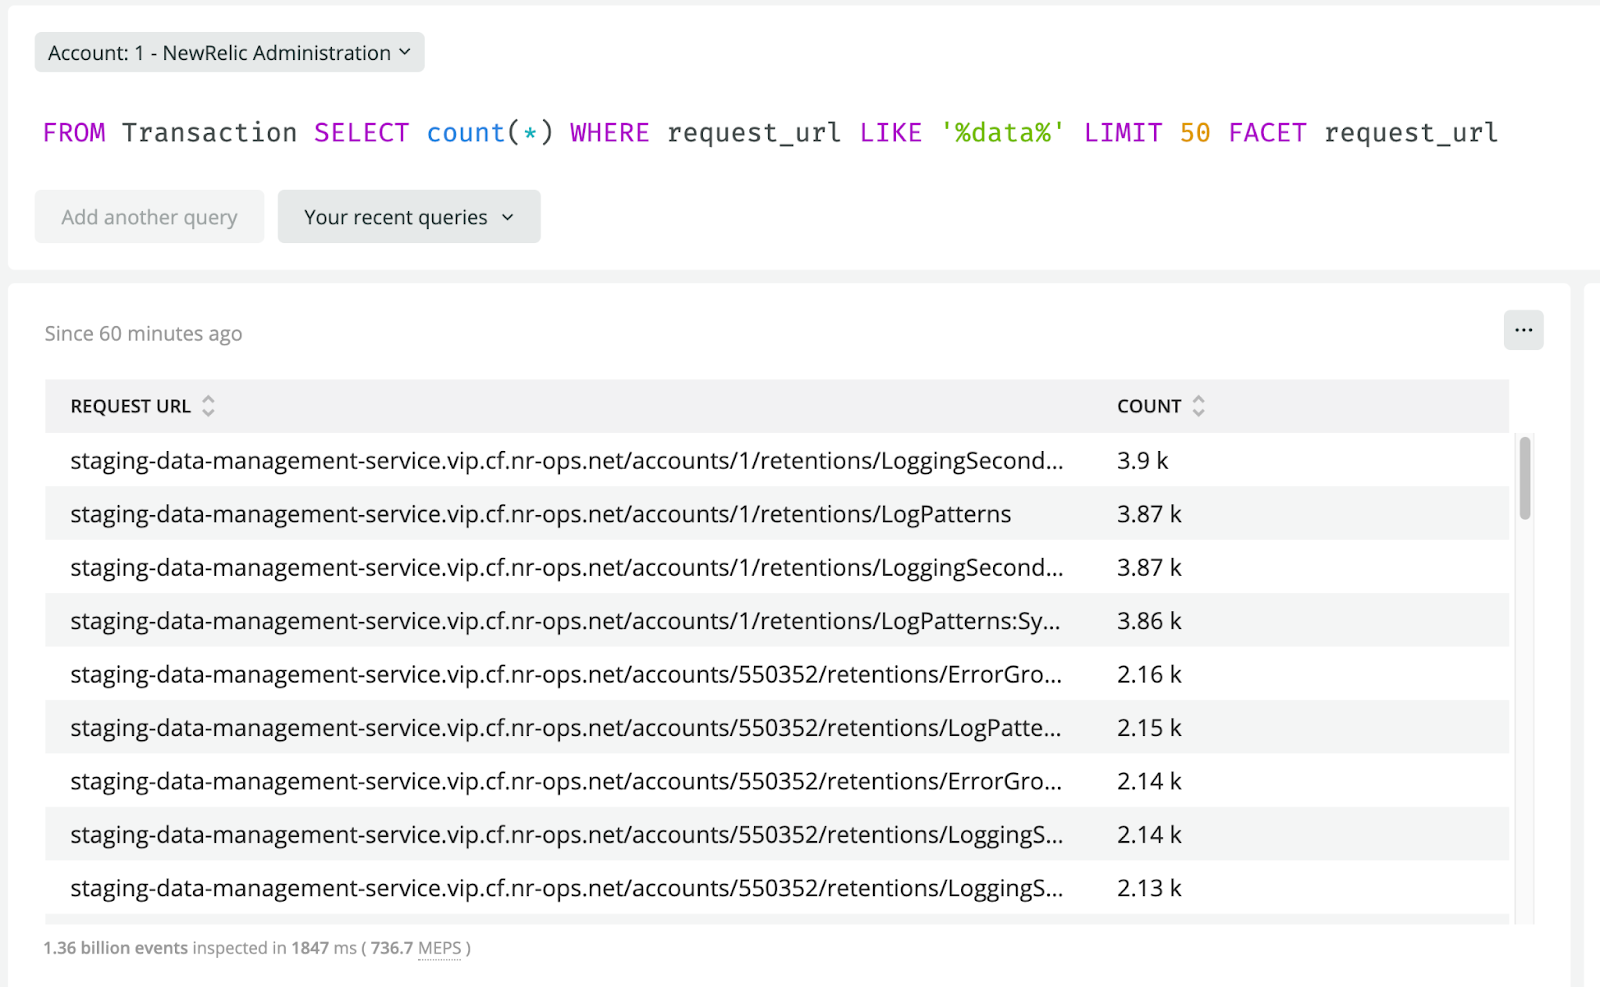 Account: 1 - NewRelic Administration
FROM Transaction SELECT count(*) WHERE request_url LIKE '%data%' LIMIT 50 FACET request_url
Add another query Your recent queries
Since 60 minutes ago
...
REQUEST URL COUNT
staging-data-management-service.vip.cf.nr-ops.net/accounts/1/retentions/LoggingSecond... 3.9 k
staging-data-management-service.vip.cf.nr-ops.net/accounts/1/retentions/LogPatterns 3.87 k
staging-data-management-service.vip.cf.nr-ops.net/accounts/1/retentions/LoggingSecond... 3.87 k
staging-data-management-service.vip.cf.nr-ops.net/accounts/1/retentions/LogPatterns:Sy... 3.86 k
staging-data-management-service.vip.cf.nr-ops.net/accounts/550352/retentions/ErrorGro... 2.16 k
staging-data-management-service.vip.cf.nr-ops.net/accounts/550352/retentions/LogPatte... 2.15 k
staging-data-management-service.vip.cf.nr-ops.net/accounts/550352/retentions/ErrorGro... 2.14 k
staging-data-management-service.vip.cf.nr-ops.net/accounts/550352/retentions/LoggingS... 2.14 k
staging-data-management-service.vip.cf.nr-ops.net/accounts/550352/retentions/LoggingS... 2.13 k
1.36 billion events inspected in 1847 ms ( 736.7 MEPS )